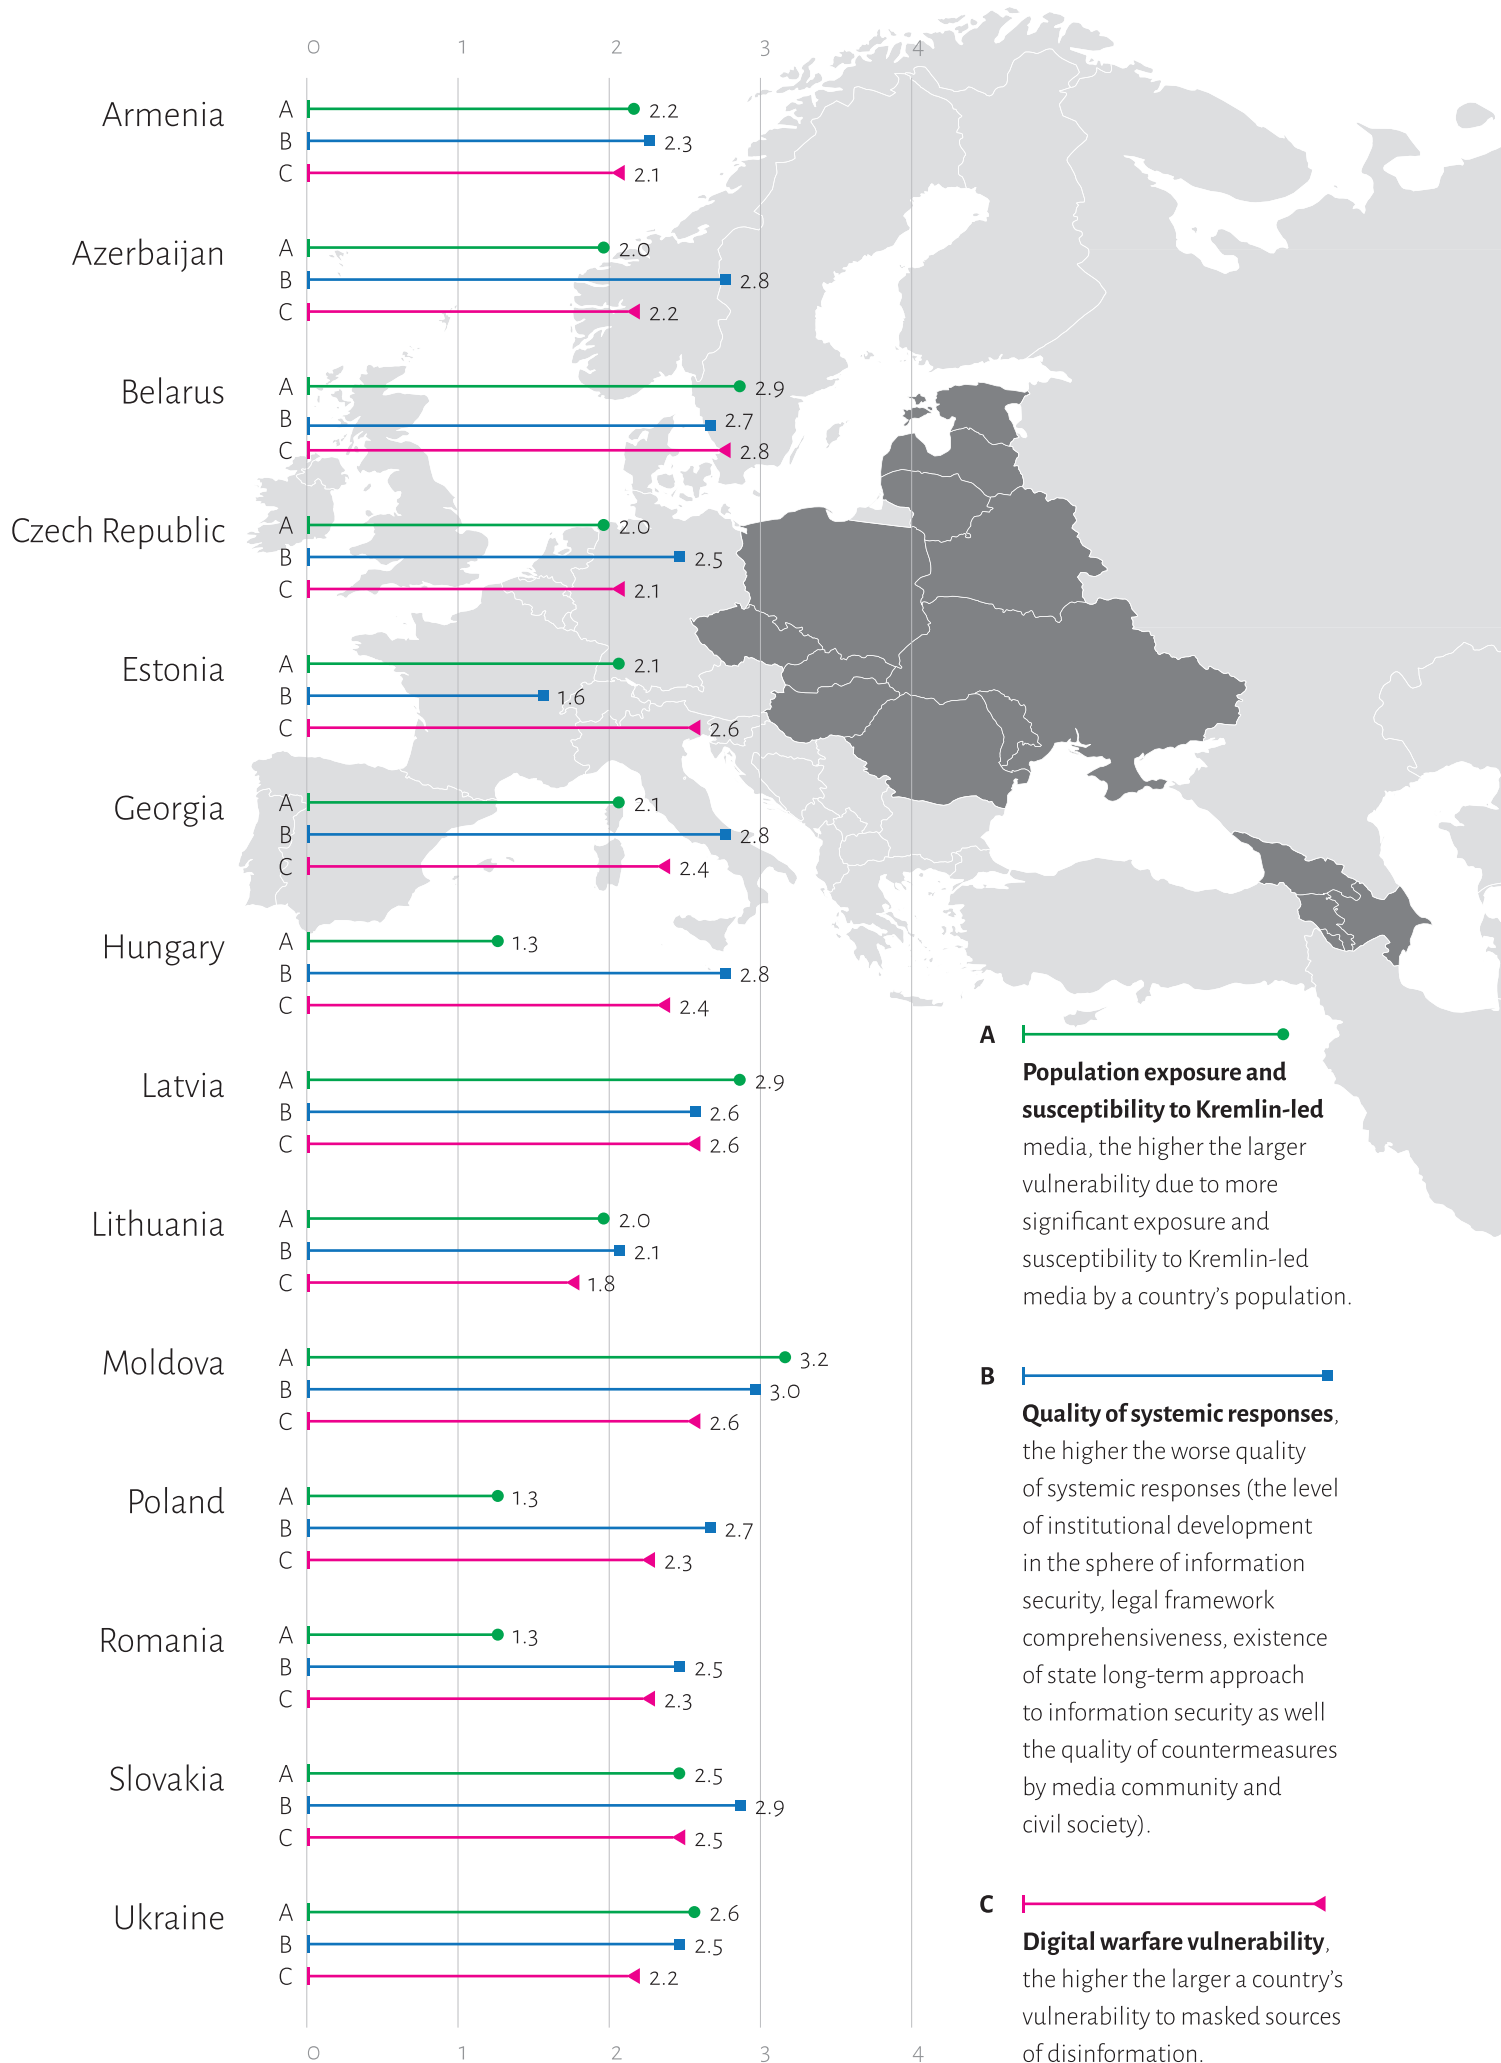 0 1 2 3 4
Armenia
A 2.2
B 2.3
C 2.1
Azerbaijan
A 2.0
B 2.8
C 2.2
Belarus
A 2.9
B 2.7
C 2.8
Czech Republic
A 2.0
B 2.5
C 2.1
Estonia
A 2.1
B 1.6
C 2.6
Georgia
A 2.1
B 2.8
C 2.4
Hungary
A 1.3
B 2.8
C 2.4
Latvia
A 2.9
B 2.6
C 2.6
Lithuania
A 2.0
B 2.1
C 1.8
Moldova
A 3.2
B 3.0
C 2.6
Poland
A 1.3
B 2.7
C 2.3
Romania
A 1.3
B 2.5
C 2.3
Slovakia
A 2.5
B 2.9
C 2.5
Ukraine
A 2.6
B 2.5
C 2.2
0 1 2 3 4
A
Population exposure and
susceptibility to Kremlin-led
media, the higher the larger
vulnerability due to more
significant exposure and
susceptibility to Kremlin-led
media by a country's population.
B
Quality of systemic responses,
the higher the worse quality
of systemic responses (the level
of institutional development
in the sphere of information
security, legal framework
comprehensiveness, existence
of state long-term approach
to information security as well
the quality of countermeasures
by media community and
civil society).
C
Digital warfare vulnerability,
the higher the larger a country's
vulnerability to masked sources
of disinformation.